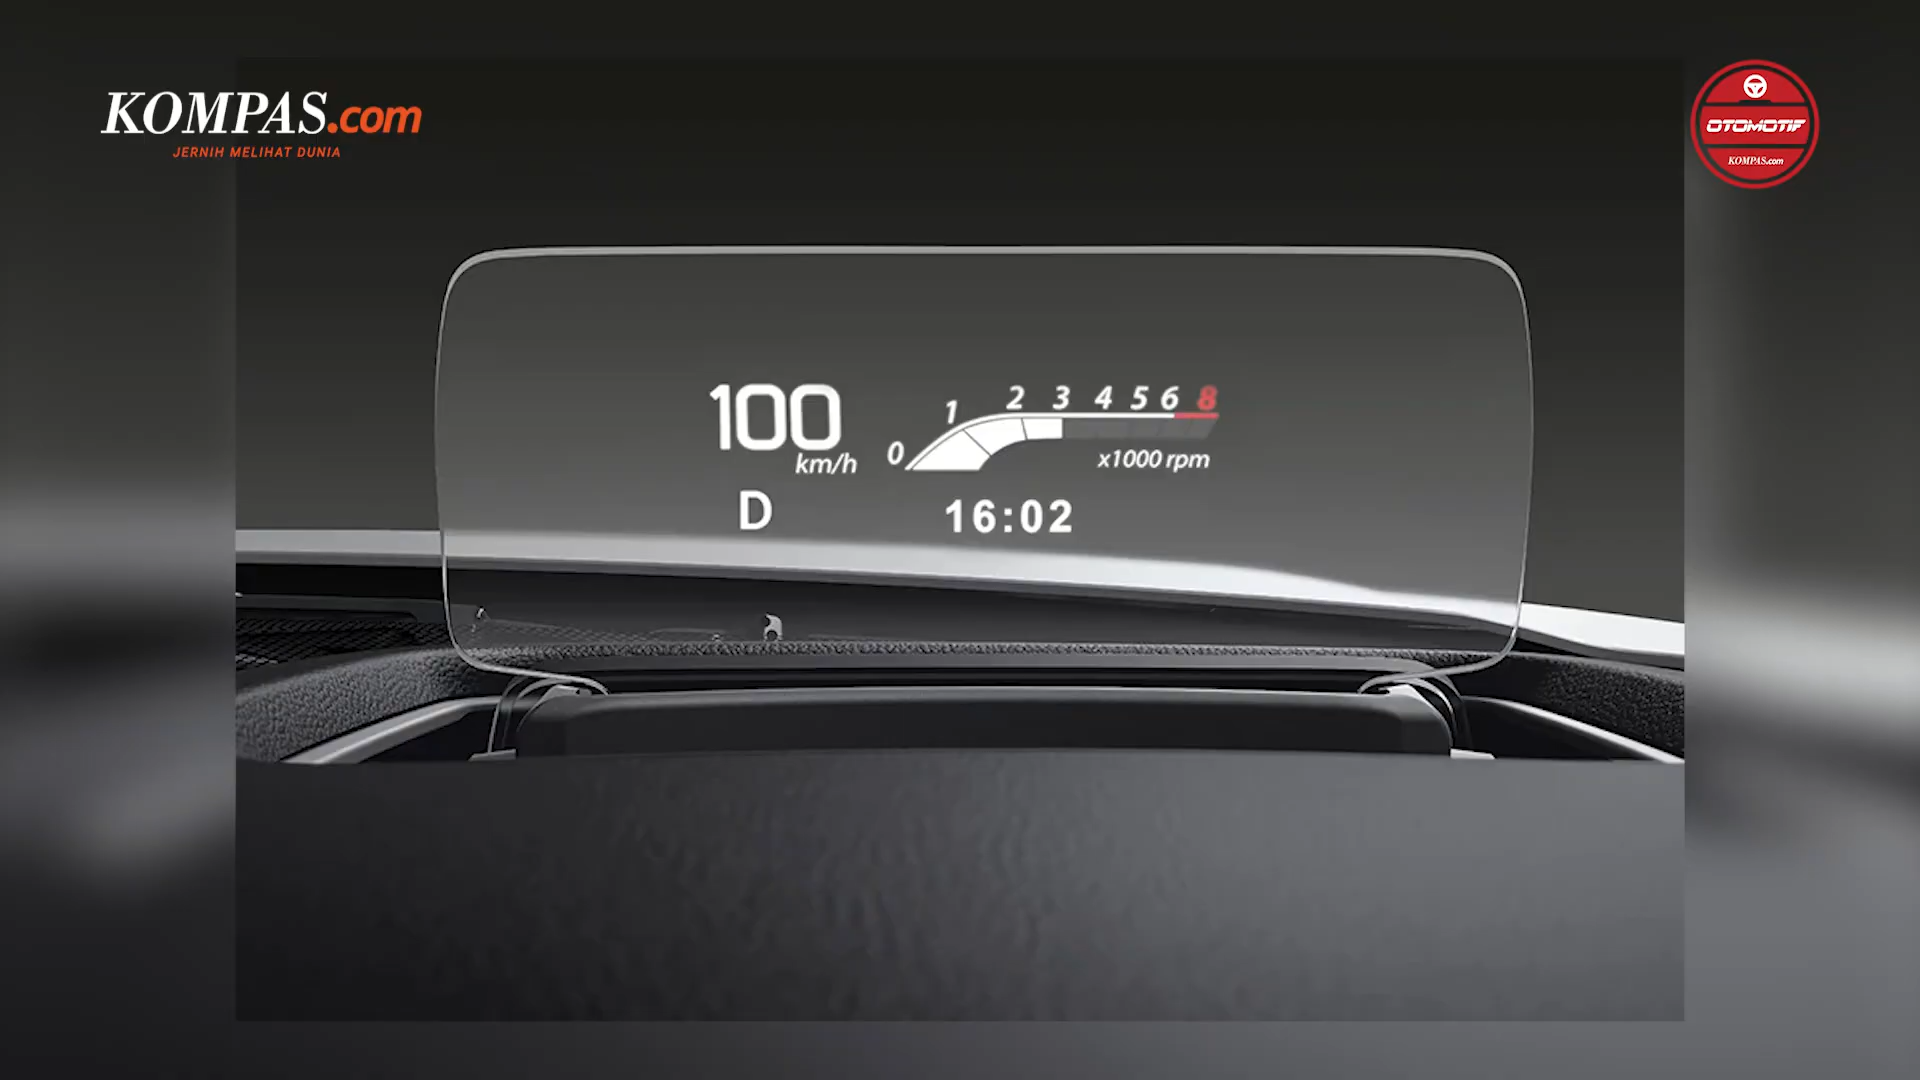 KOMPAS.com
JERNIH MELIHAT DUNIA
OTOMOTIF
KOMPAS.com
100
km/h
0 1 2 3 4 5 6 8
x1000 rpm
D
16:02